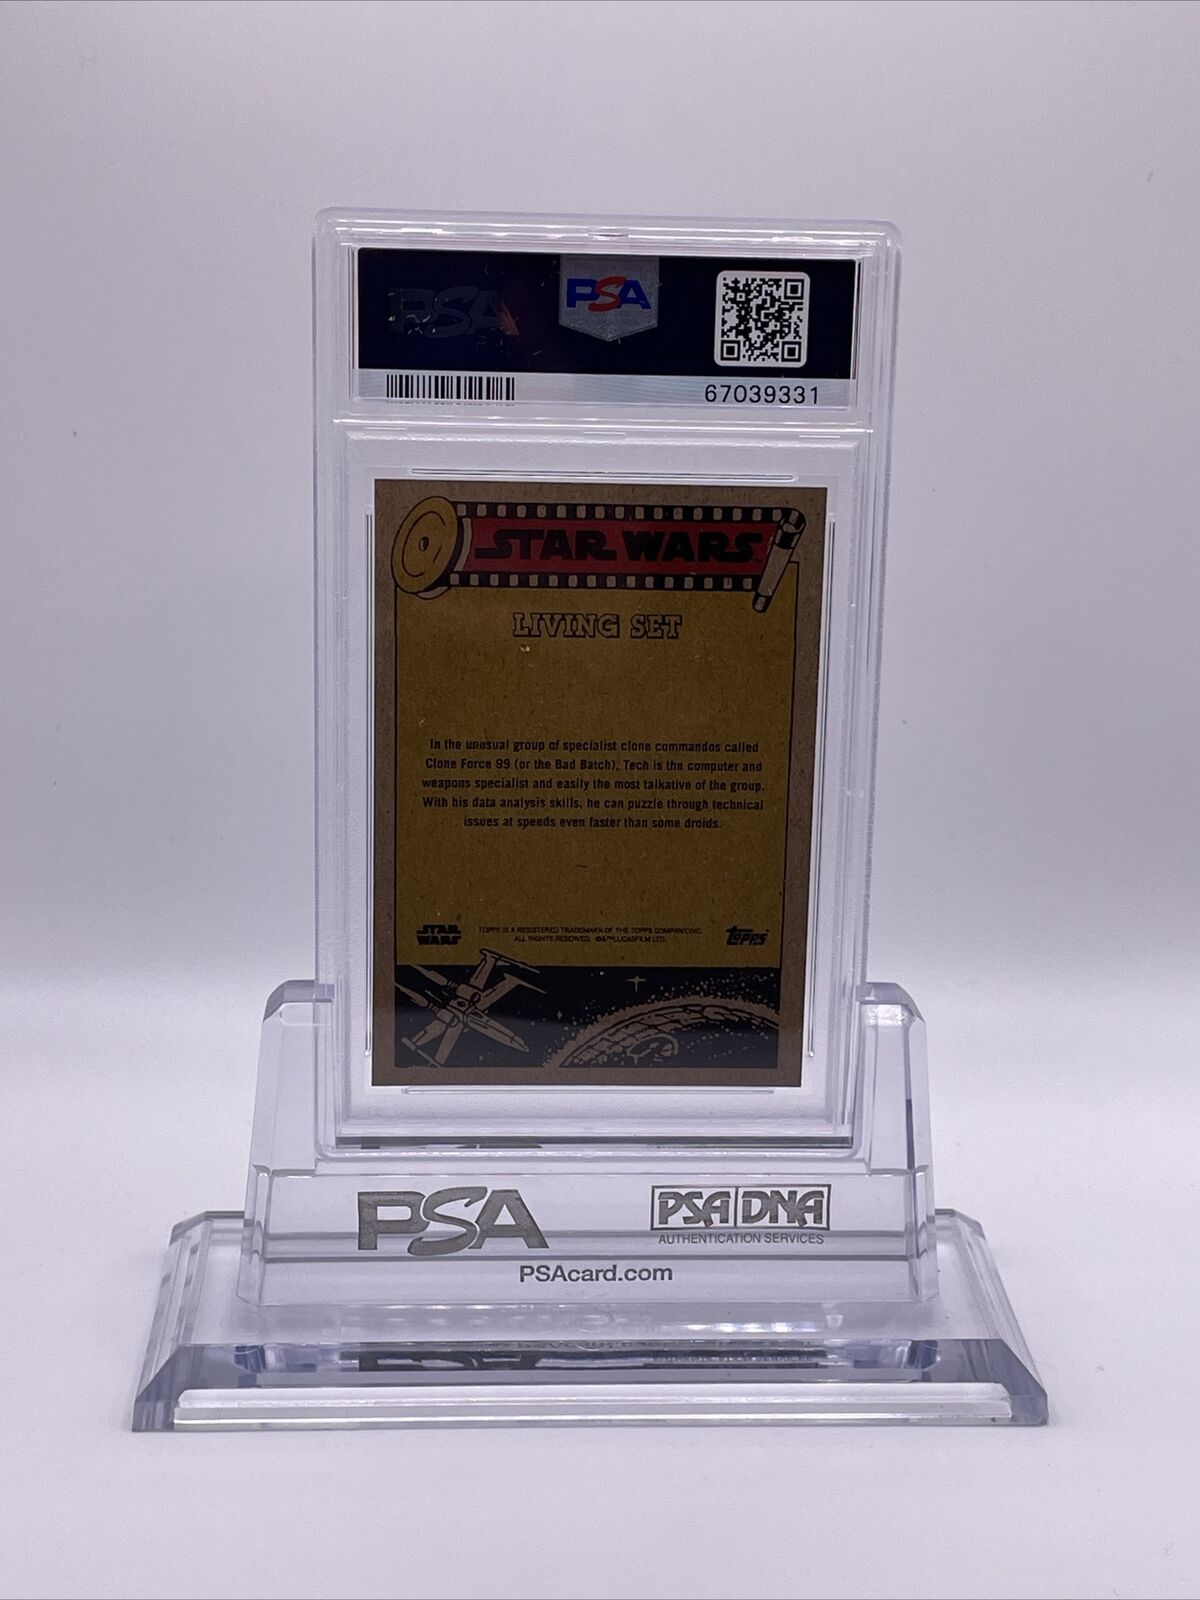 PSA
PSA
67039331
STAR WARS
LIVING SET
In the unusual group of specialist clone commandos called
Clone Force 99 (or the Bad Batch), Tech is the computer and
weapons specialist and easily the most talkative of the group.
With his data analysis skills, he can puzzle through technical
issues at speeds even faster than some droids.
STAR
WARS
TOPPS IS A REGISTERED TRADEMARK OF THE TOPPS COMPANY, INC.
ALL RIGHTS RESERVED. ©&™ LUCASFILM LTD.
topps
PSA
PSA DNA
AUTHENTICATION SERVICES
PSAcard.com